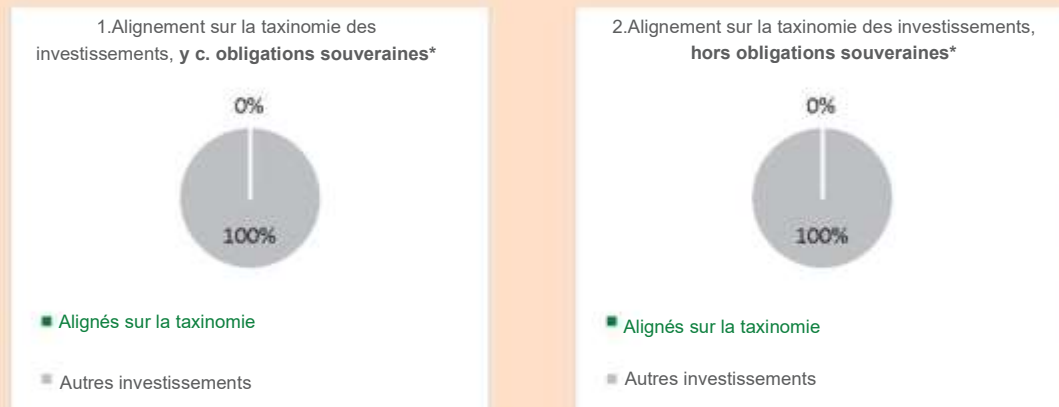 1.Alignement sur la taxinomie des
investissements, y c. obligations souveraines*
0%
100%
Alignés sur la taxinomie
Autres investissements
2.Alignement sur la taxinomie des investissements,
hors obligations souveraines*
0%
100%
Alignés sur la taxinomie
Autres investissements